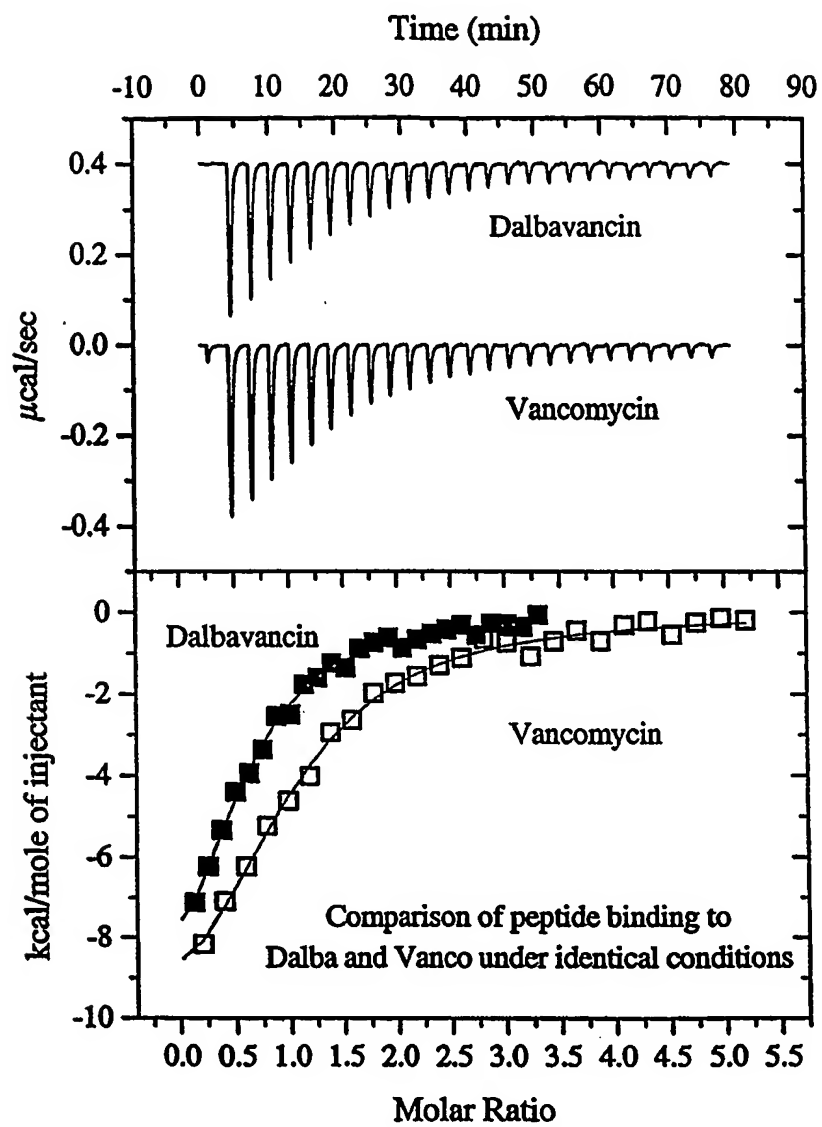 Time (min)
-10 0 10 20 30 40 50 60 70 80 90
0.4
Dalbavancin
0.2
0.0
Vancomycin
-0.2
-0.4
μcal/sec
0
Dalbavancin
-2
Vancomycin
-4
-6
Comparison of peptide binding to
-8
Dalba and Vanco under identical conditions
-10
kcal/mole of injectant
0.0 0.5 1.0 1.5 2.0 2.5 3.0 3.5 4.0 4.5 5.0 5.5
Molar Ratio